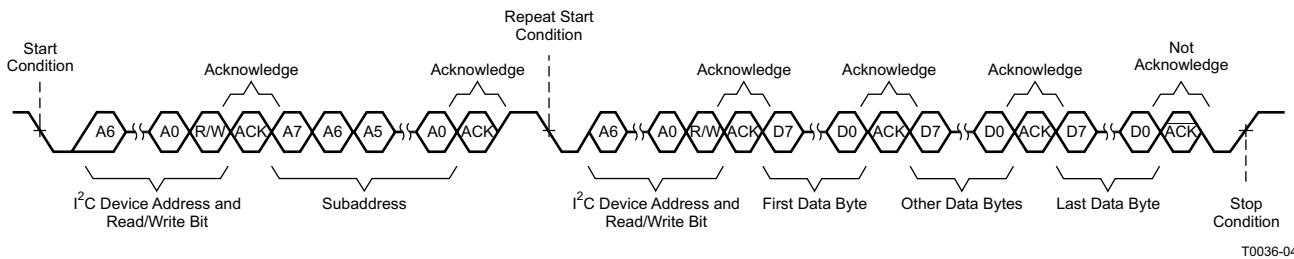 Repeat Start
Condition
Start
Condition
Acknowledge
Acknowledge
Acknowledge
Acknowledge
Acknowledge
Not
Acknowledge
A6 A0 R/W ACK A7 A6 A5 A0 ACK A6 A0 R/W ACK D7 D0 ACK D7 D0 ACK D7 D0 ACK
I²C Device Address and
Read/Write Bit
Subaddress
I²C Device Address and
Read/Write Bit
First Data Byte
Other Data Bytes
Last Data Byte
Stop
Condition
T0036-04